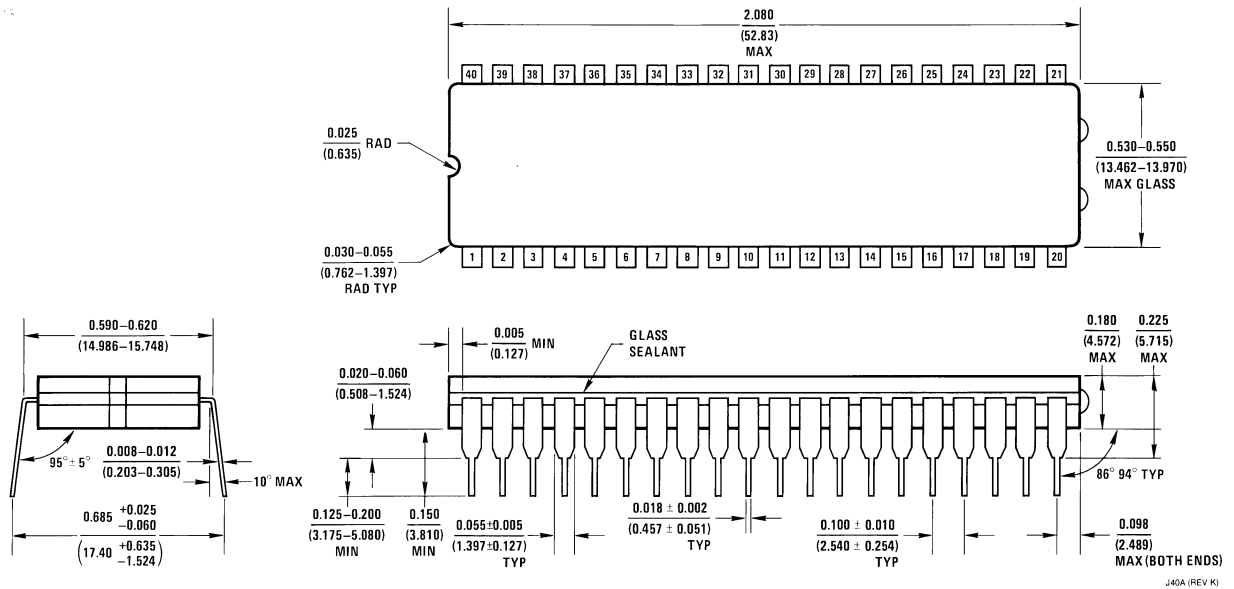 2.080
(52.83)
MAX
40 39 38 37 36 35 34 33 32 31 30 29 28 27 26 25 24 23 22 21
0.025
(0.635)
RAD
0.530–0.550
(13.462–13.970)
MAX GLASS
0.030–0.055
(0.762–1.397)
RAD TYP
1 2 3 4 5 6 7 8 9 10 11 12 13 14 15 16 17 18 19 20
0.590–0.620
(14.986–15.748)
0.005
(0.127)
MIN
GLASS
SEALANT
0.180
(4.572)
MAX
0.225
(5.715)
MAX
0.020–0.060
(0.508–1.524)
95° ± 5°
0.008–0.012
(0.203–0.305)
10° MAX
86° 94° TYP
0.685 +0.025
−0.060
(17.40 +0.635
−1.524)
0.125–0.200
(3.175–5.080)
MIN
0.150
(3.810)
MIN
0.055±0.005
(1.397±0.127)
TYP
0.018 ± 0.002
(0.457 ± 0.051)
TYP
0.100 ± 0.010
(2.540 ± 0.254)
TYP
0.098
(2.489)
MAX (BOTH ENDS)
J40A (REV K)